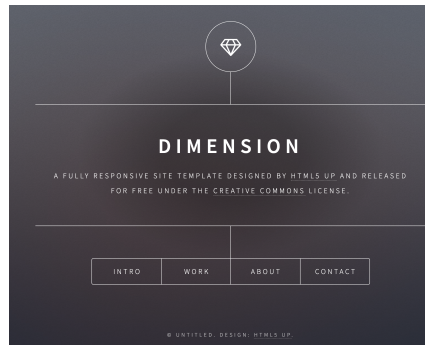 DIMENSION
A FULLY RESPONSIVE SITE TEMPLATE DESIGNED BY HTML5 UP AND RELEASED
FOR FREE UNDER THE CREATIVE COMMONS LICENSE.
INTRO WORK ABOUT CONTACT
© UNTITLED. DESIGN: HTML5 UP.